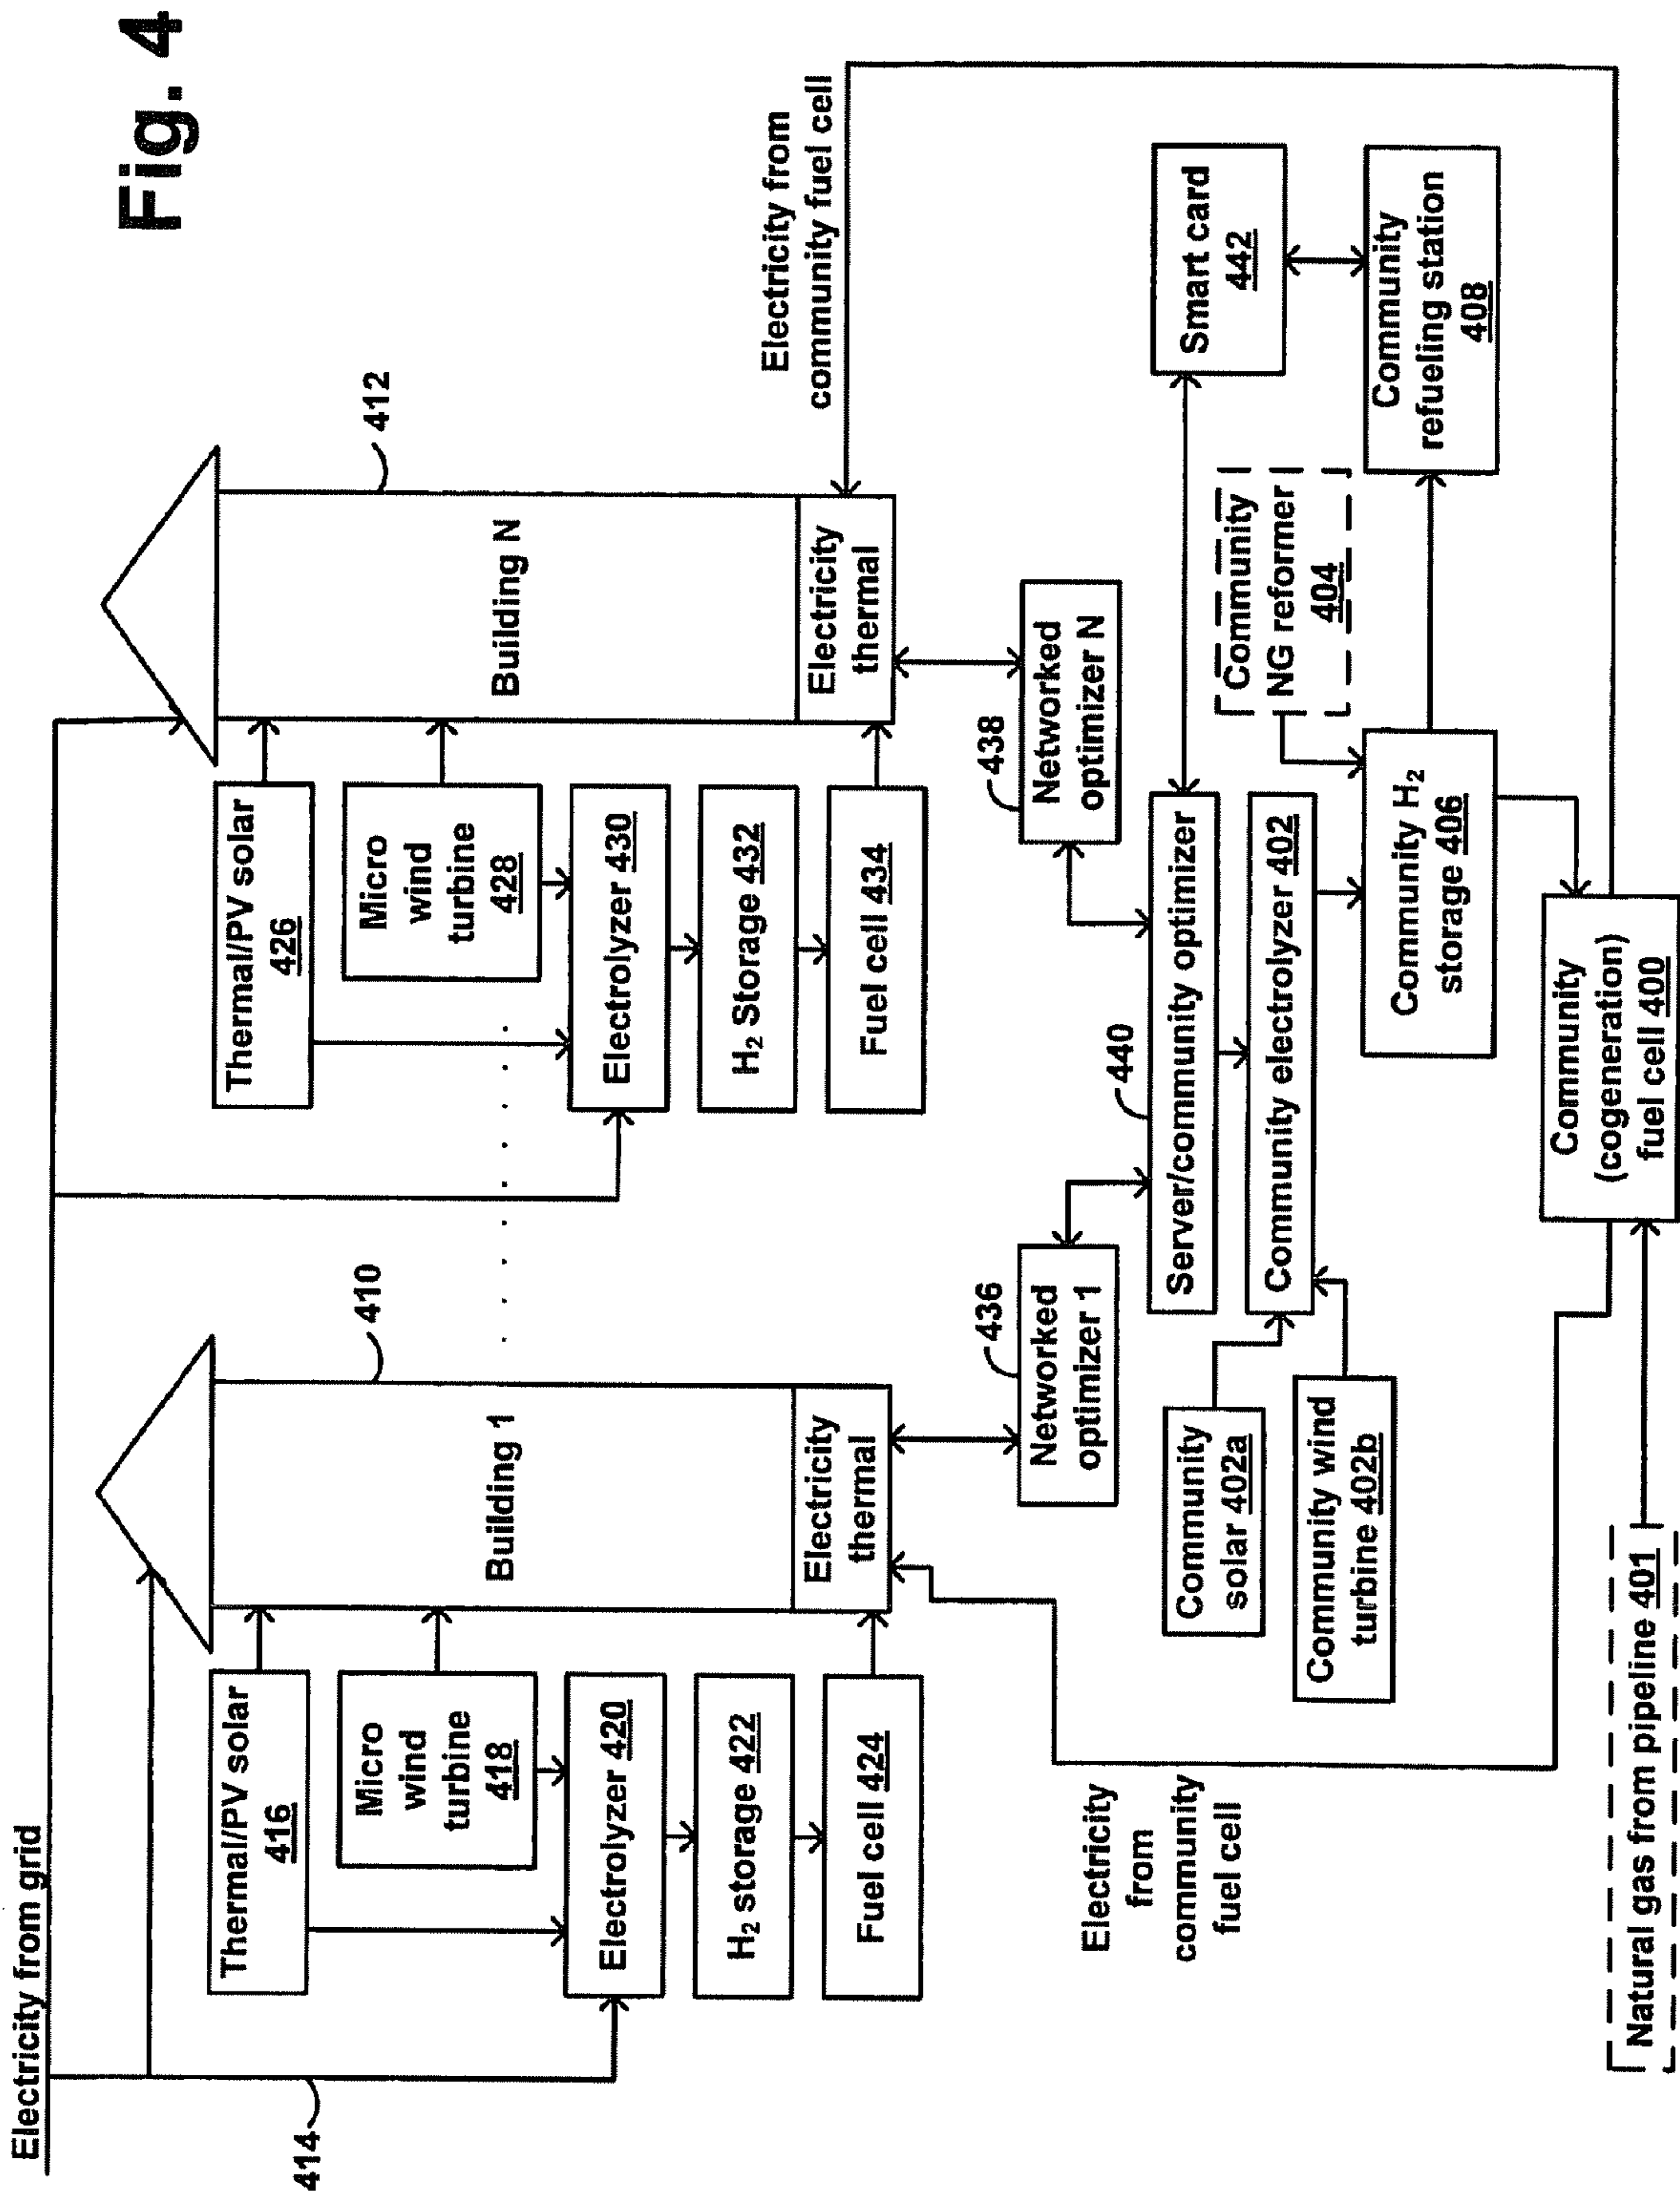 Fig. 4
Electricity from grid
414
Thermal/PV solar
416
Micro
wind
turbine
418
Electrolyzer 420
H₂ storage 422
Fuel cell 424
Building 1
410
Electricity
thermal
Thermal/PV solar
426
Micro
wind
turbine
428
Electrolyzer 430
H₂ Storage 432
Fuel cell 434
Building N
412
Electricity
thermal
Electricity from
community fuel cell
Electricity
from
community
fuel cell
436
Networked
optimizer 1
438
Networked
optimizer N
440
Server/community optimizer
Community electrolyzer 402
Community
solar 402a
Community wind
turbine 402b
Smart card
442
Community
NG reformer
404
Community H₂
storage 406
Community
refueling station
408
Community
(cogeneration)
fuel cell 400
Natural gas from pipeline 401